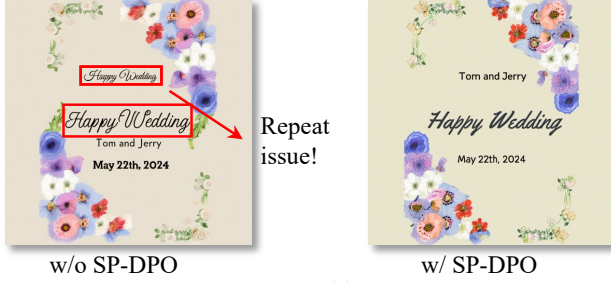 Happy Wedding
Happy Wedding
Tom and Jerry
May 22th, 2024
Repeat
issue!
w/o SP-DPO
Tom and Jerry
Happy Wedding
May 22th, 2024
w/ SP-DPO